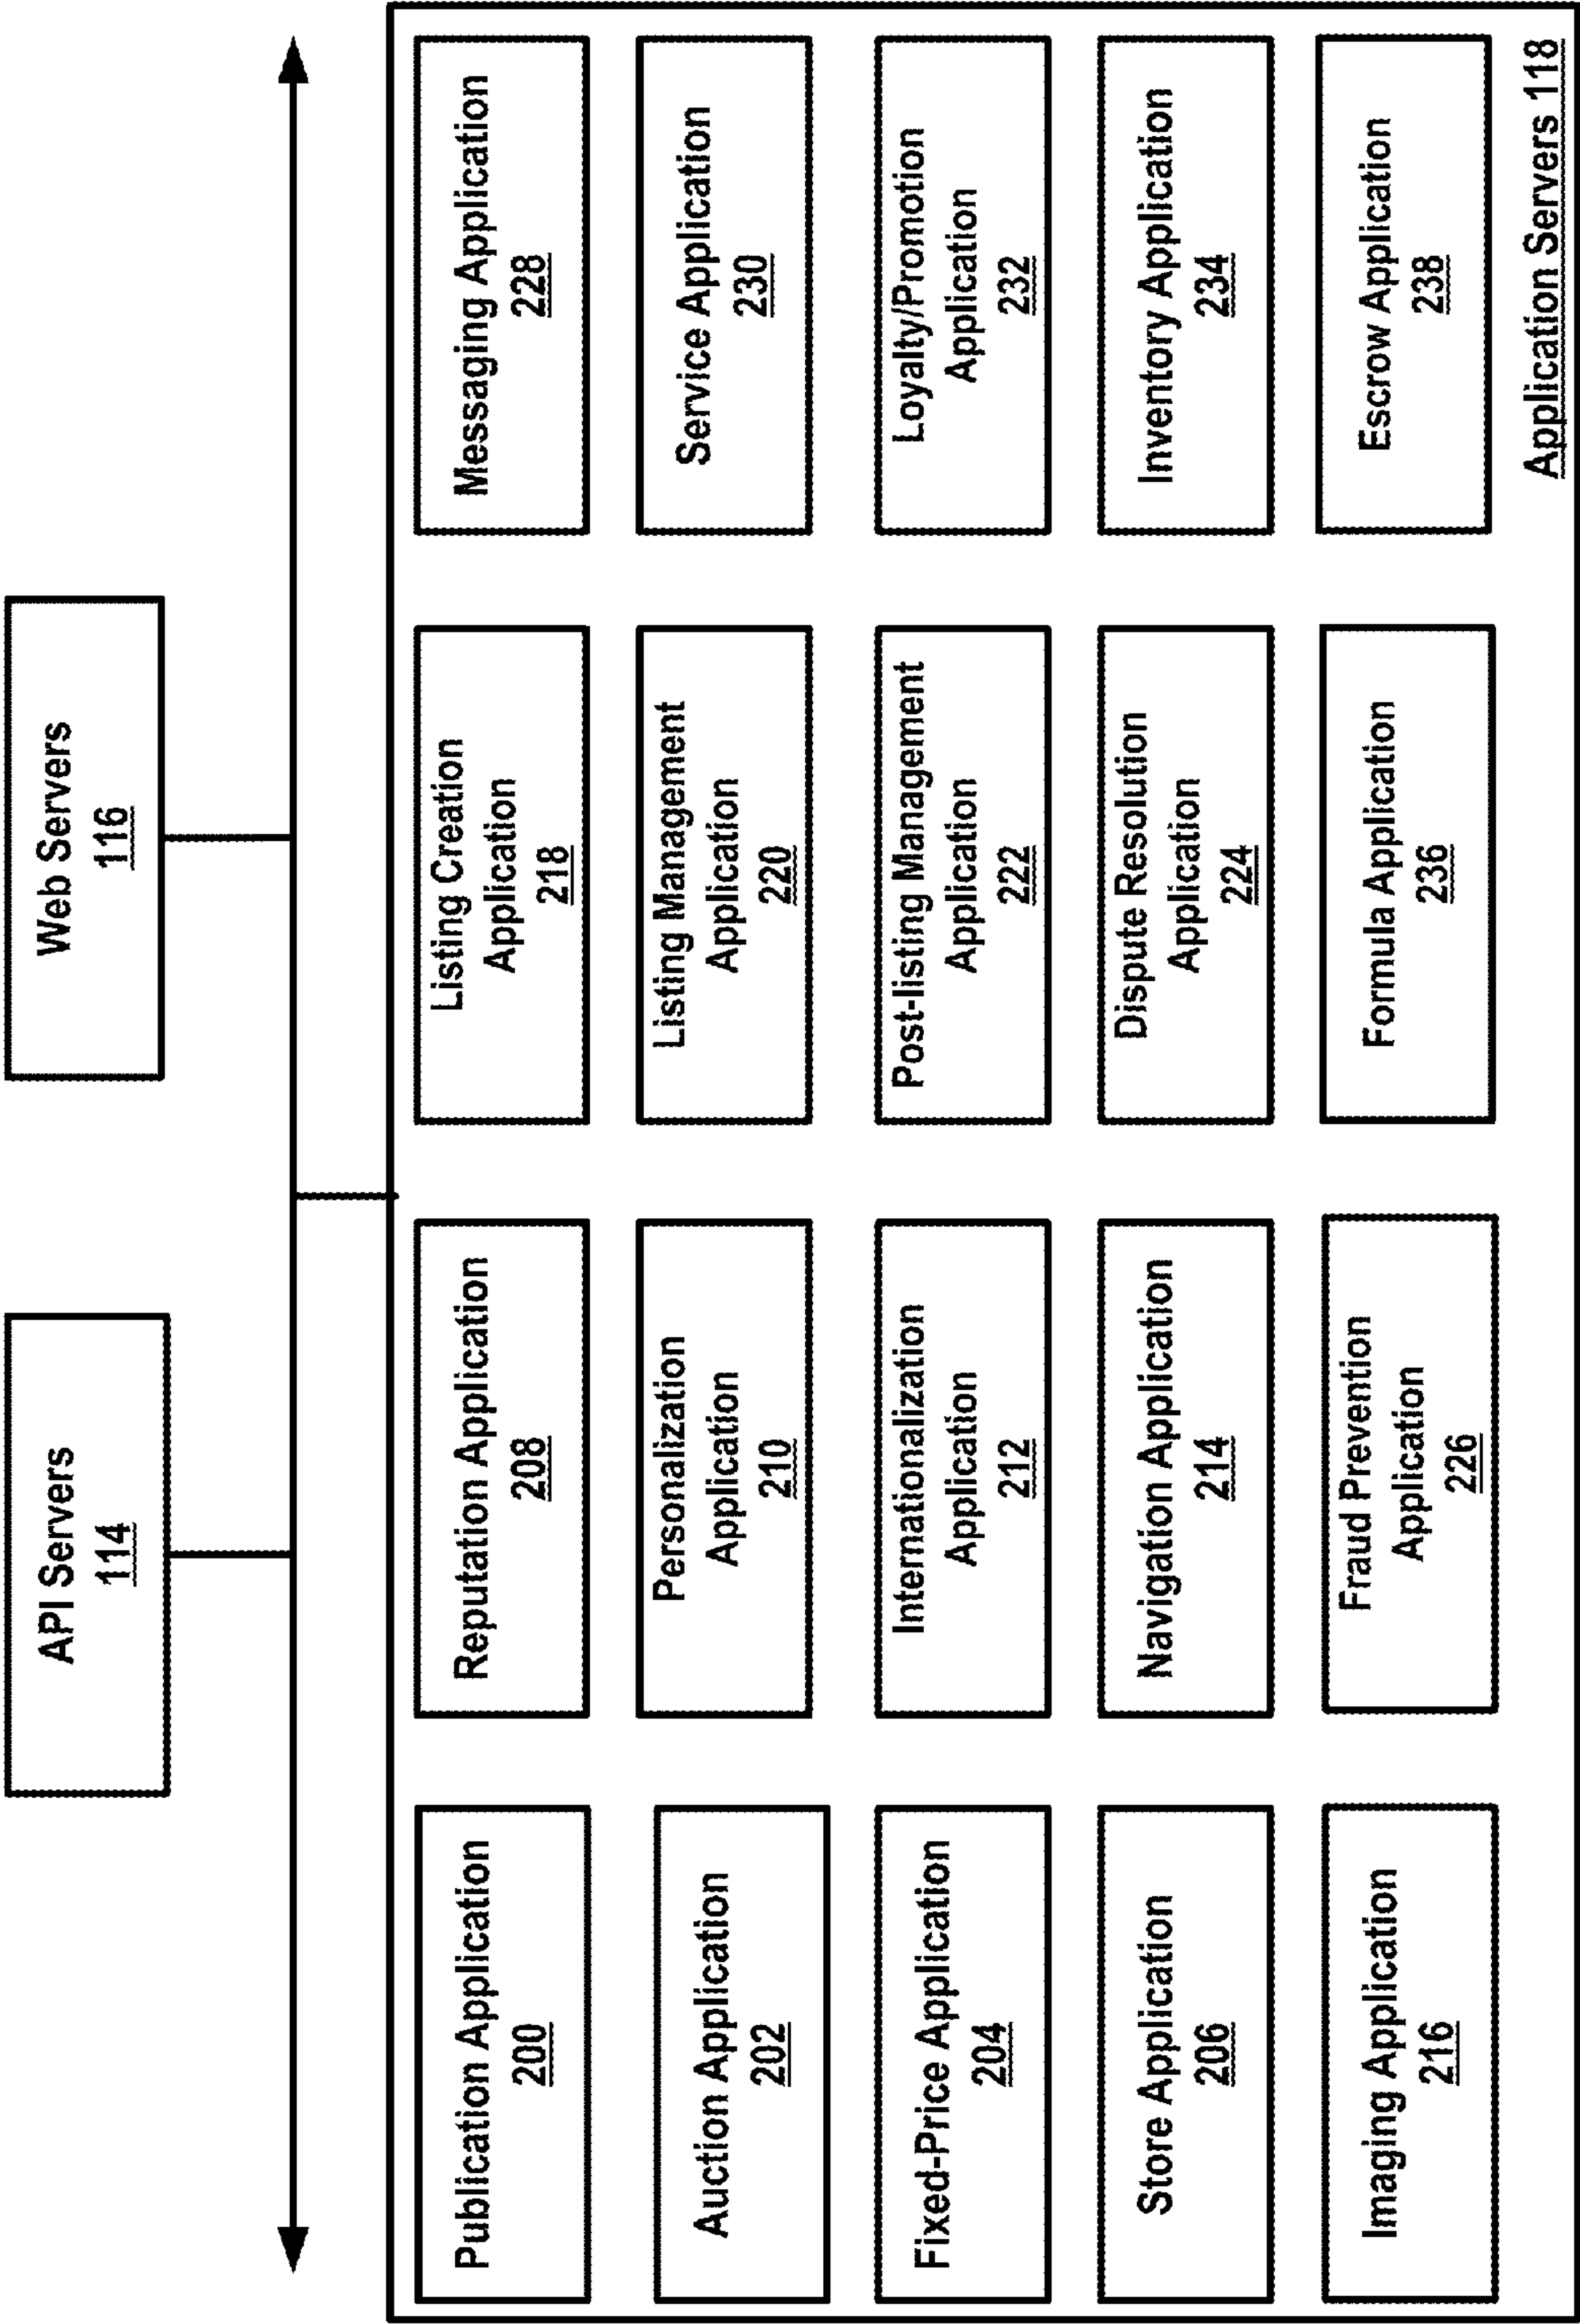 API Servers
114
Web Servers
116
Publication Application
200
Reputation Application
208
Listing Creation
Application
218
Messaging Application
228
Auction Application
202
Personalization
Application
210
Listing Management
Application
220
Service Application
230
Fixed-Price Application
204
Internationalization
Application
212
Post-listing Management
Application
222
Loyalty/Promotion
Application
232
Store Application
206
Navigation Application
214
Dispute Resolution
Application
224
Inventory Application
234
Imaging Application
216
Fraud Prevention
Application
226
Formula Application
236
Escrow Application
238
Application Servers 118